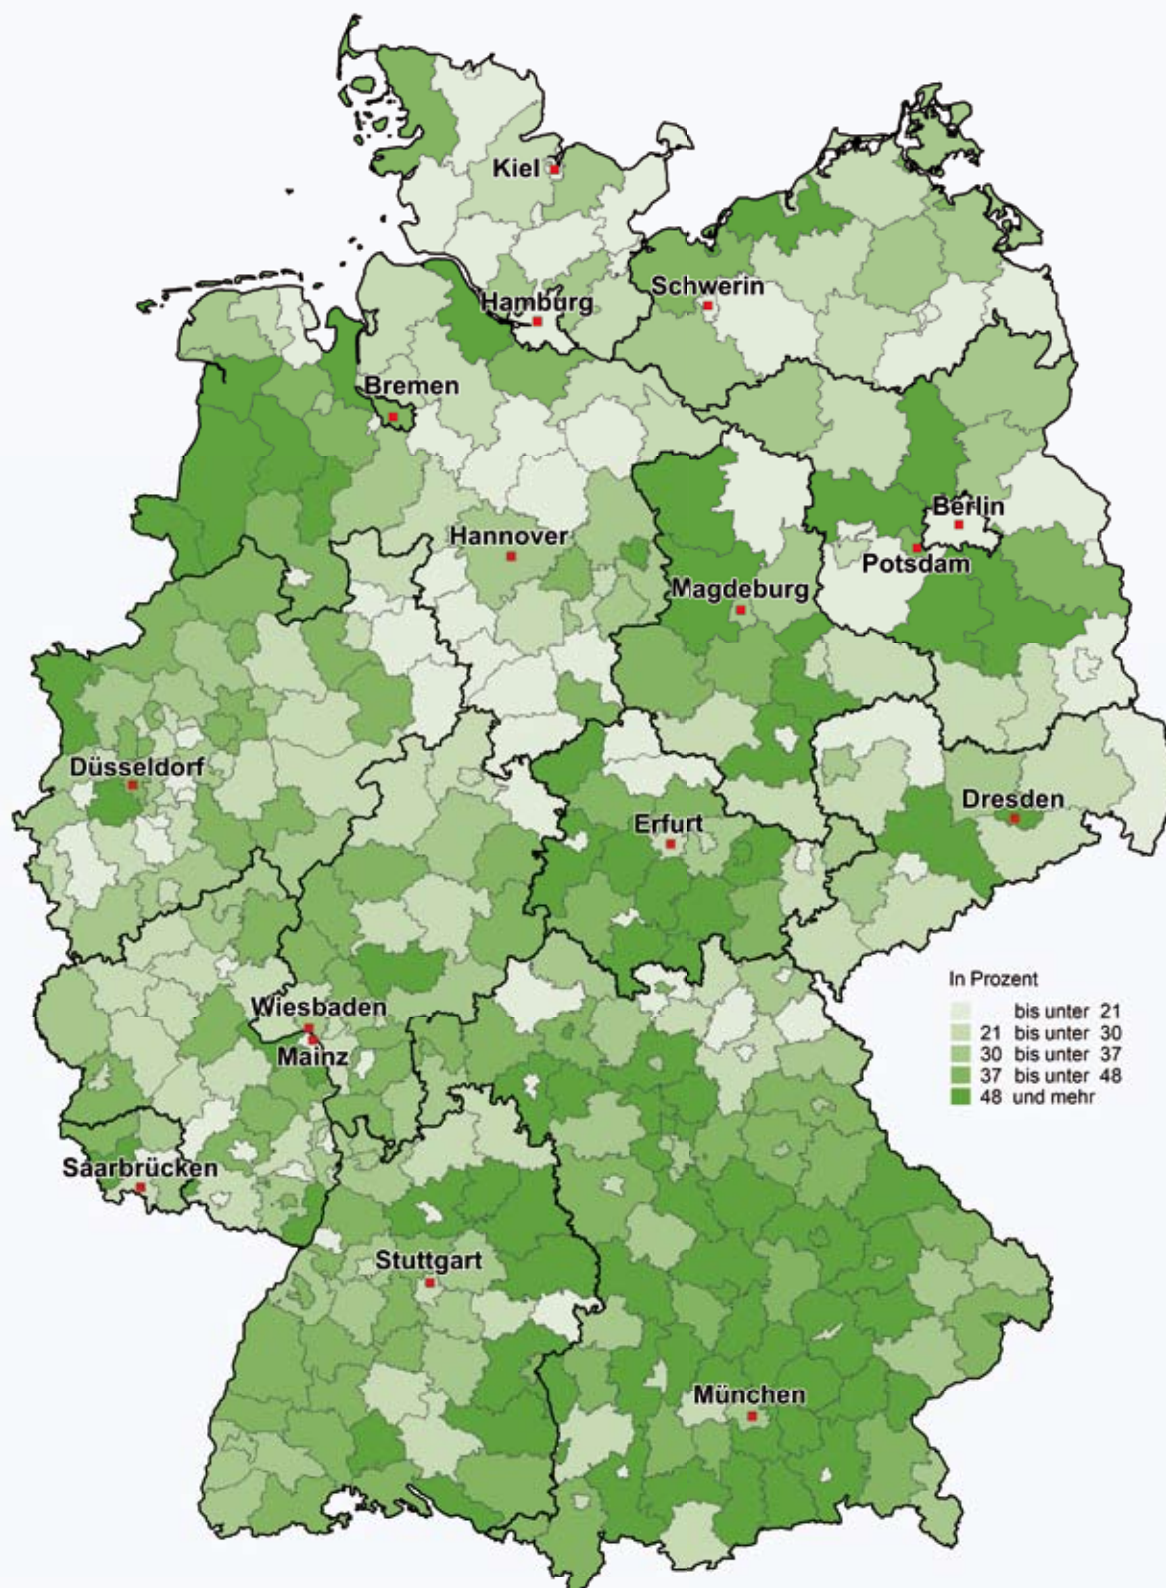 Kiel
Schwerin
Hamburg
Bremen
Berlin
Hannover
Potsdam
Magdeburg
Düsseldorf
Dresden
Erfurt
In Prozent
bis unter 21
21 bis unter 30
30 bis unter 37
37 bis unter 48
48 und mehr
Wiesbaden
Mainz
Saarbrücken
Stuttgart
München